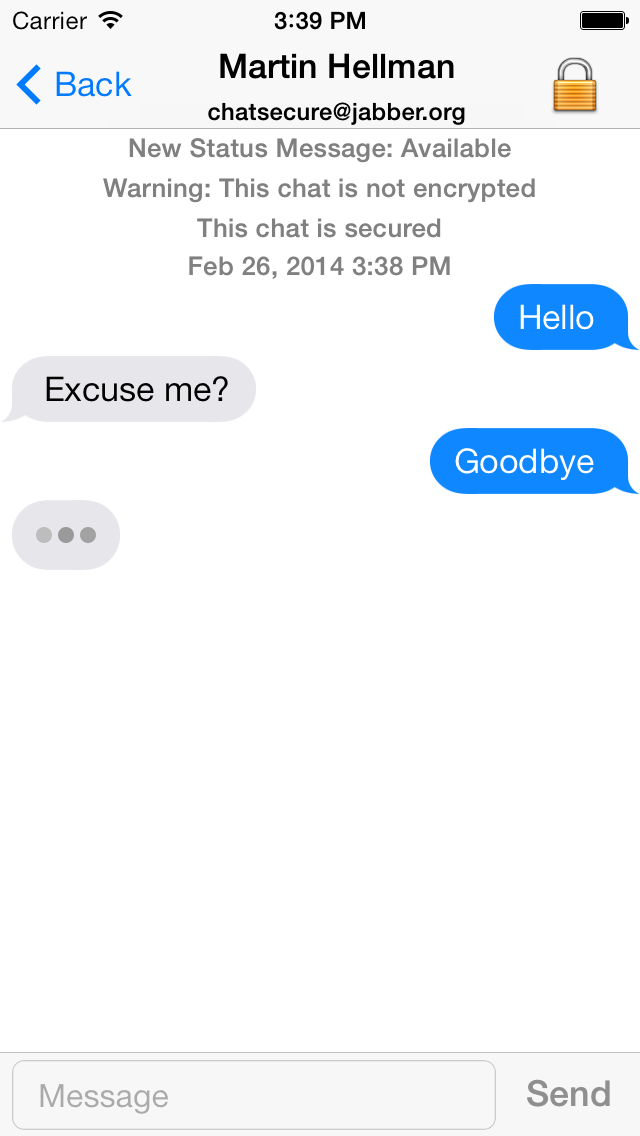 Carrier 3:39 PM
Back
Martin Hellman
chatsecure@jabber.org
New Status Message: Available
Warning: This chat is not encrypted
This chat is secured
Feb 26, 2014 3:38 PM
Hello
Excuse me?
Goodbye
Message
Send